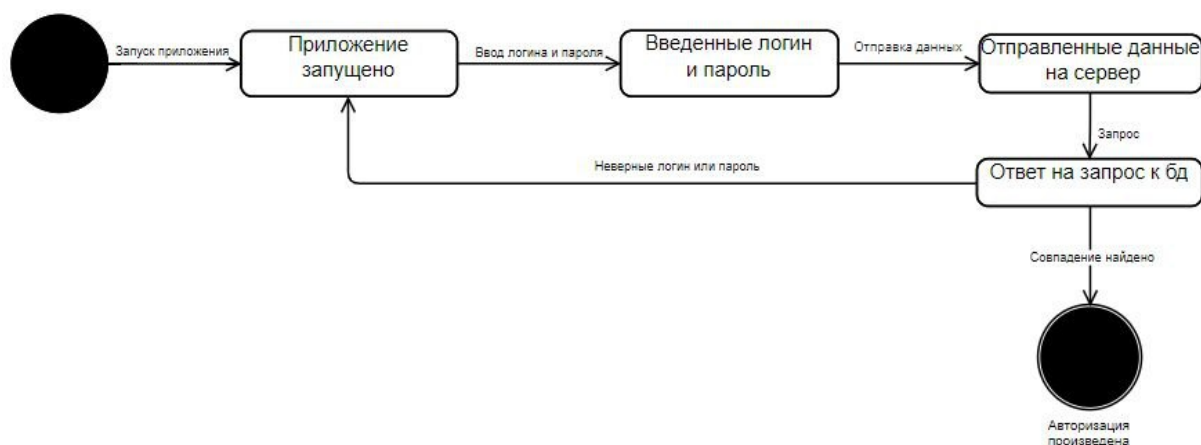 Запуск приложения
Приложение
запущено
Ввод логина и пароля
Введенные логин
и пароль
Отправка данных
Отправленные данные
на сервер
Запрос
Неверные логин или пароль
Ответ на запрос к бд
Совпадение найдено
Авторизация
произведена